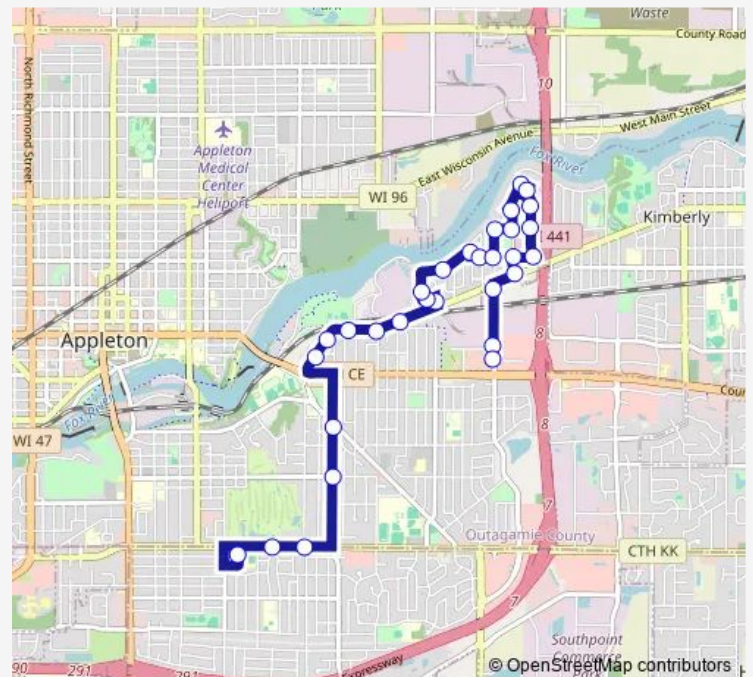 Waste
County Road
10
West Main Street
East Wisconsin Avenue
Fox River
North Richmond Street
Appleton
Medical
Center
Heliport
WI 96
Kimberly
441
Appleton
8
CE
Fox River
WI 47
8
7
Outagamie County
CTH KK
7
Southpoint
Commerce
90
291
291
Expressway
© OpenStreetMap contributors